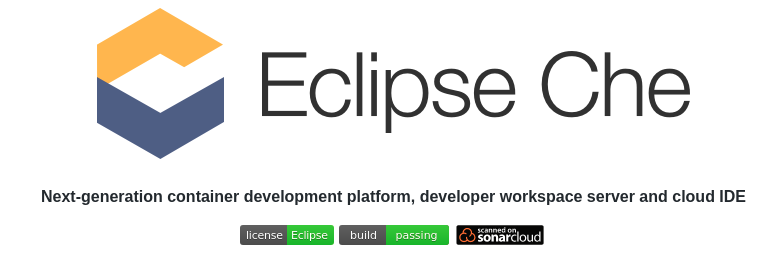 Eclipse Che
Next-generation container development platform, developer workspace server and cloud IDE
license Eclipse build passing scanned on sonarcloud